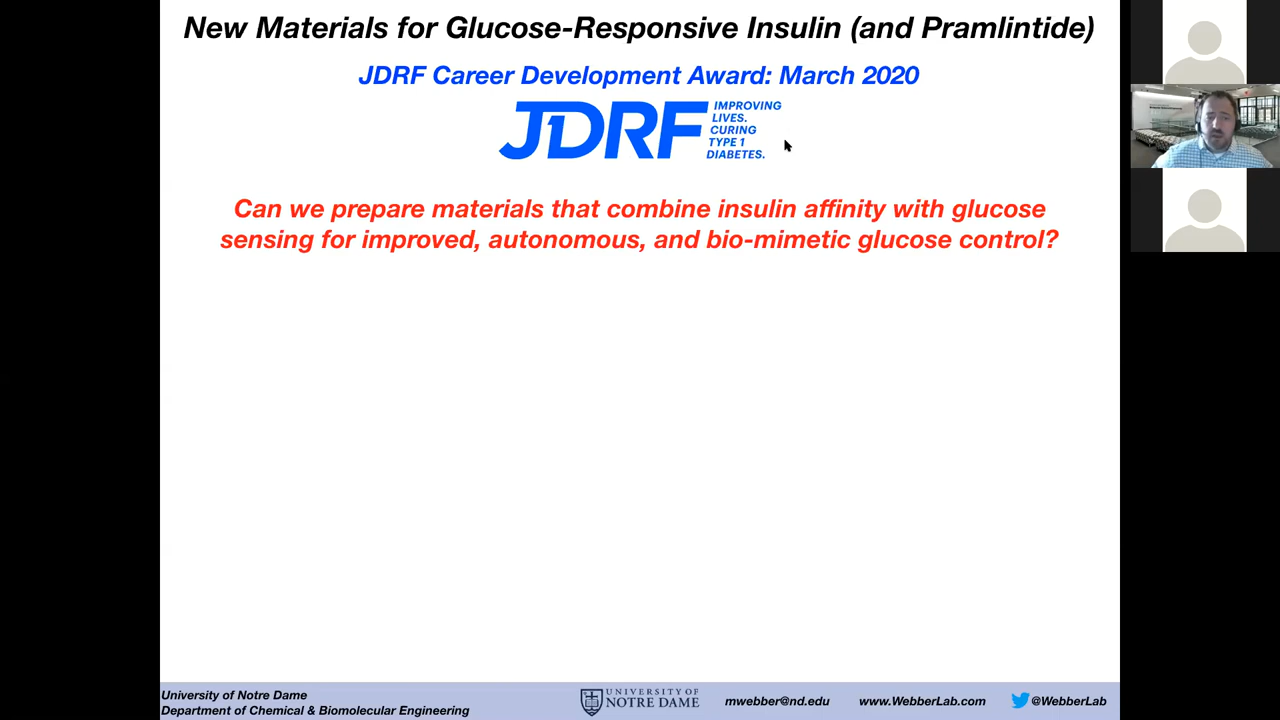 New Materials for Glucose-Responsive Insulin (and Pramlintide)
JDRF Career Development Award: March 2020
JDRF
IMPROVING
LIVES.
CURING
TYPE 1
DIABETES.
Can we prepare materials that combine insulin affinity with glucose
sensing for improved, autonomous, and bio-mimetic glucose control?
University of Notre Dame
Department of Chemical & Biomolecular Engineering
UNIVERSITY OF
NOTRE DAME
mwebber@nd.edu
www.WebberLab.com
@WebberLab